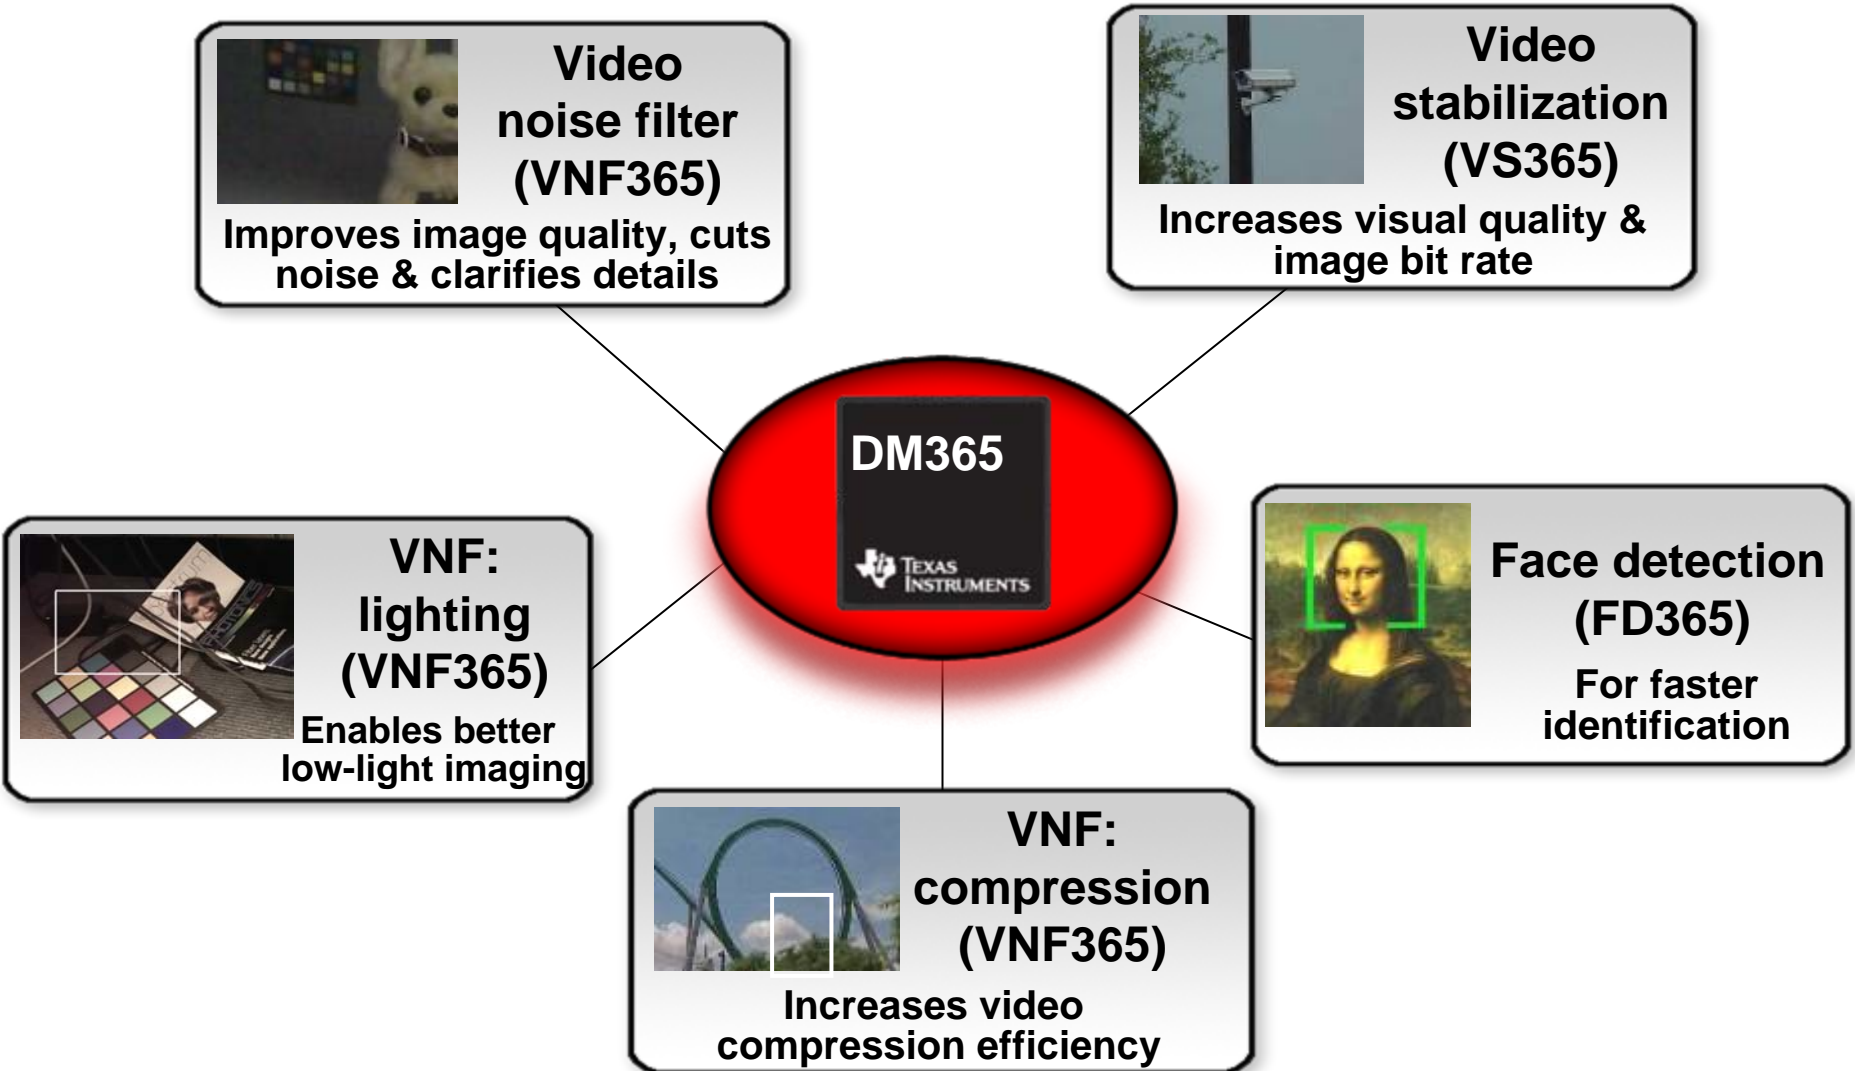 Video
noise filter
(VNF365)
Improves image quality, cuts
noise & clarifies details
Video
stabilization
(VS365)
Increases visual quality &
image bit rate
DM365
TEXAS
INSTRUMENTS
VNF:
lighting
(VNF365)
Enables better
low-light imaging
Face detection
(FD365)
For faster
identification
VNF:
compression
(VNF365)
Increases video
compression efficiency